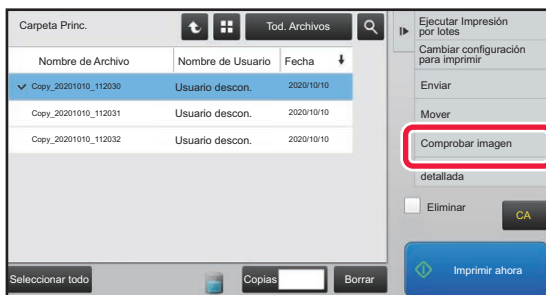 Carpeta Princ.
Tod. Archivos
Nombre de Archivo
Nombre de Usuario
Fecha
Copy_20201010_112030
Usuario descon.
2020/10/10
Copy_20201010_112031
Usuario descon.
2020/10/10
Copy_20201010_112032
Usuario descon.
2020/10/10
Seleccionar todo
Copias
Borrar
Ejecutar Impresión
por lotes
Cambiar configuración
para imprimir
Enviar
Mover
Comprobar imagen
detallada
Eliminar
CA
Imprimir ahora